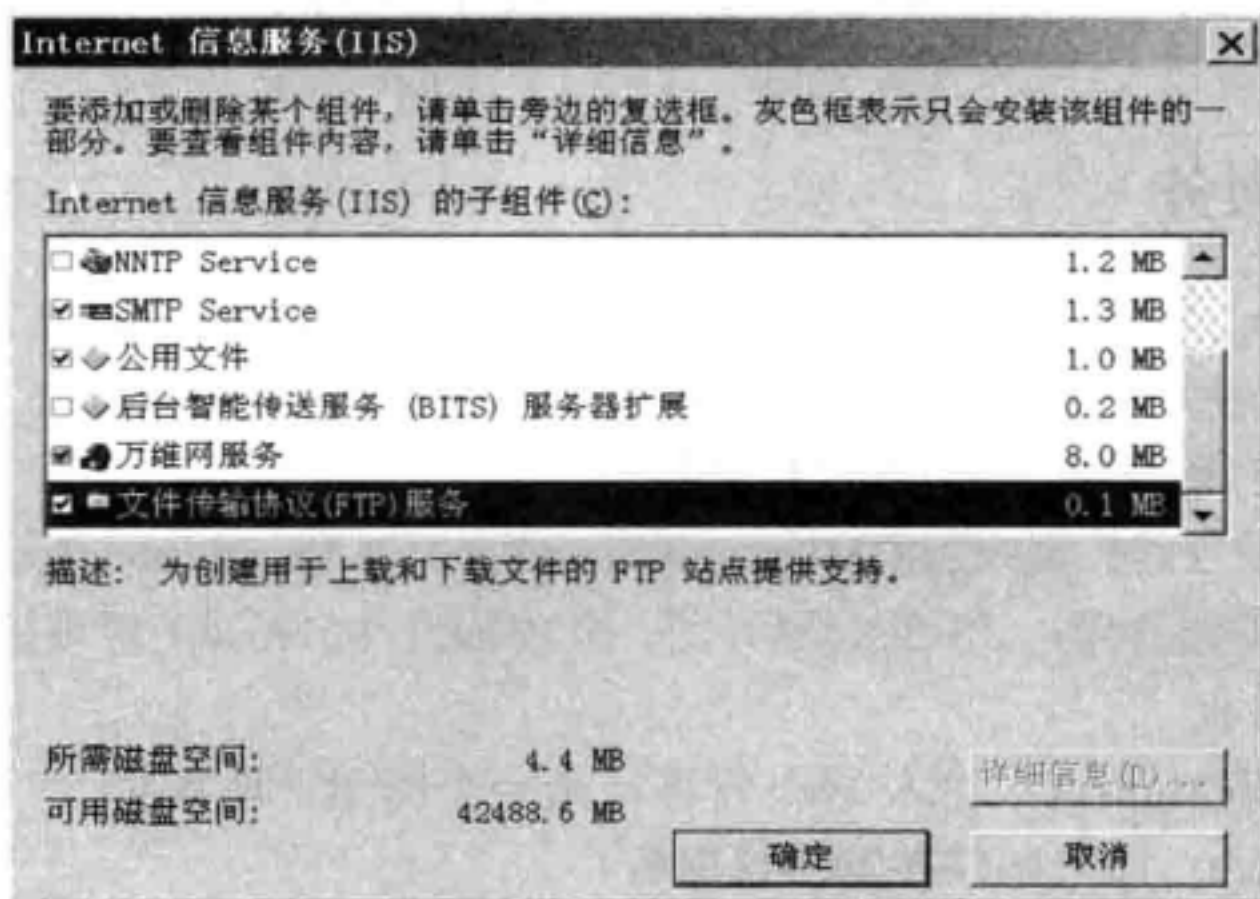 Internet 信息服务(IIS)
要添加或删除某个组件，请单击旁边的复选框。灰色框表示只会安装该组件的一
部分。要查看组件内容，请单击“详细信息”。
Internet 信息服务(IIS) 的子组件(C):
NNTP Service 1.2 MB
SMTP Service 1.3 MB
公用文件 1.0 MB
后台智能传送服务 (BITS) 服务器扩展 0.2 MB
万维网服务 8.0 MB
文件传输协议(FTP)服务 0.1 MB
描述： 为创建用于上载和下载文件的 FTP 站点提供支持。
所需磁盘空间: 4.4 MB
详细信息(D)...
可用磁盘空间: 42488.6 MB
确定 取消